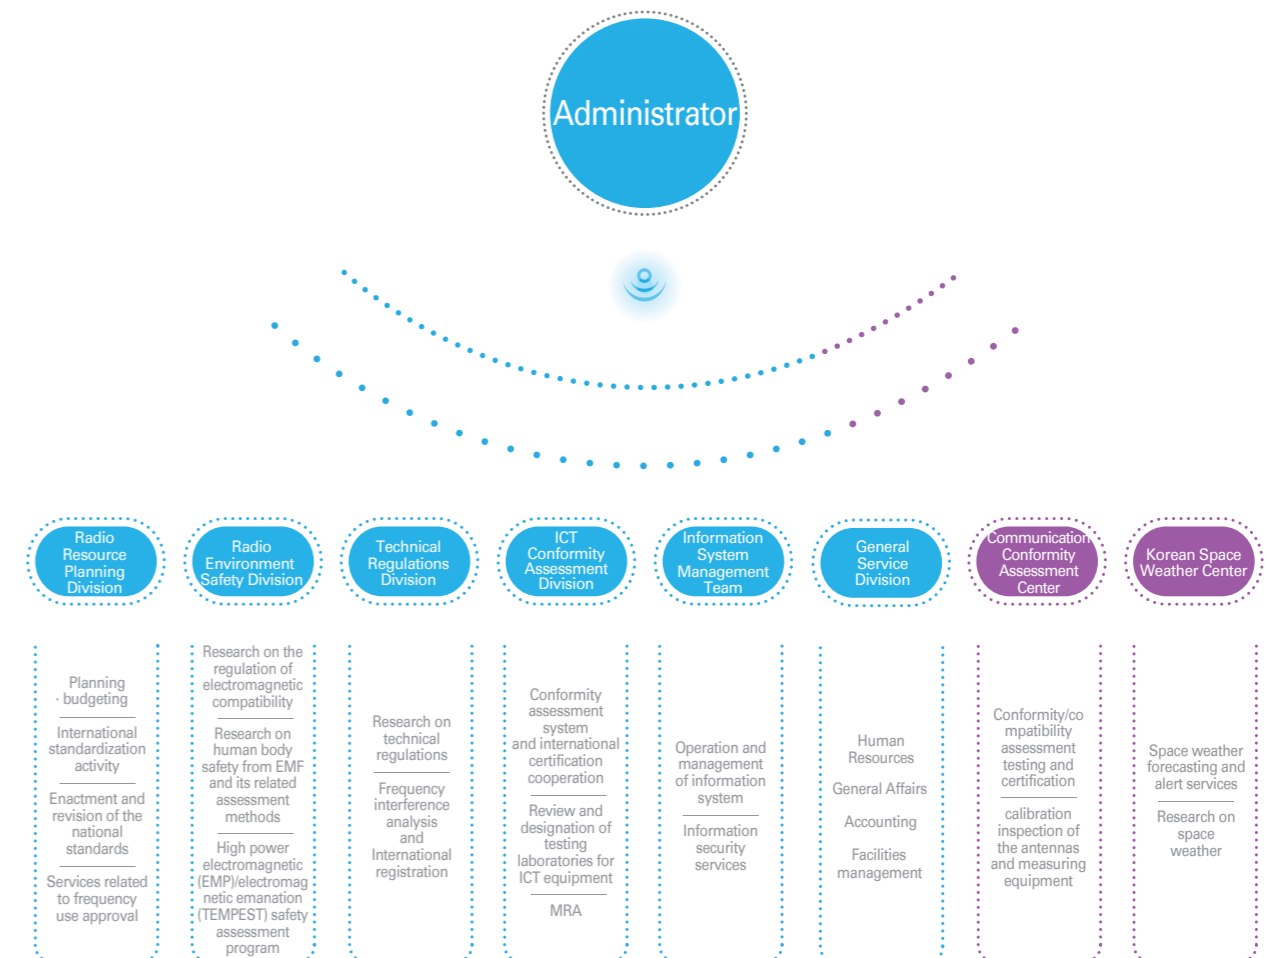 Administrator
Radio
Resource
Planning
Division
Radio
Environment
Safety Division
Technical
Regulations
Division
ICT
Conformity
Assessment
Division
Information
System
Management
Team
General
Service
Division
Communication
Conformity
Assessment
Center
Korean Space
Weather Center
Planning
· budgeting
International
standardization
activity
Enactment and
revision of the
national
standards
Services related
to frequency
use approval
Research on the
regulation of
electromagnetic
compatibility
Research on
human body
safety from EMF
and its related
assessment
methods
High power
electromagnetic
(EMP)/electromag
netic emanation
(TEMPEST) safety
assessment
program
Research on
technical
regulations
Frequency
interference
analysis
and
International
registration
Conformity
assessment
system
and international
certification
cooperation
Review and
designation of
testing
laboratories for
ICT equipment
MRA
Operation and
management
of information
system
Information
security
services
Human
Resources
General Affairs
Accounting
Facilities
management
Conformity/co
mpatibility
assessment
testing and
certification
calibration
inspection of
the antennas
and measuring
equipment
Space weather
forecasting and
alert services
Research on
space
weather